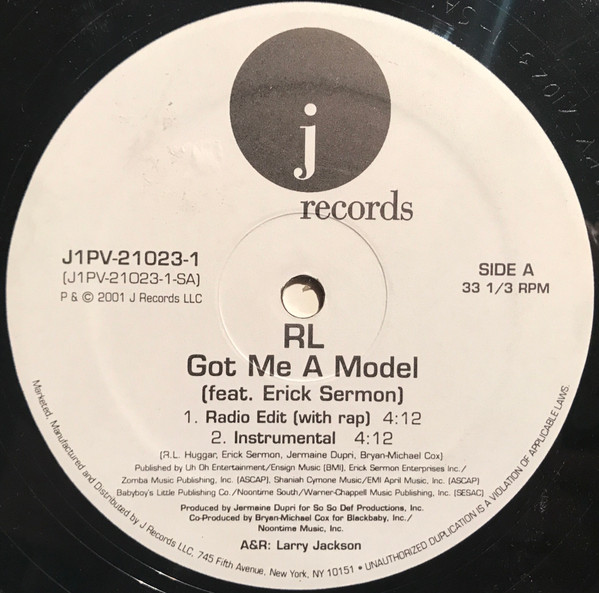 j
records
J1PV-21023-1
(J1PV-21023-1-SA)
P & © 2001 J Records LLC
SIDE A
33 1/3 RPM
RL
Got Me A Model
(feat. Erick Sermon)
1. Radio Edit (with rap) 4:12
2. Instrumental 4:12
(R.L. Huggar, Erick Sermon, Jermaine Dupri, Bryan-Michael Cox)
Published by Uh Oh Entertainment/Ensign Music (BMI), Erick Sermon Enterprises Inc./
Zomba Music Publishing, Inc. (ASCAP), Shaniah Cymone Music/EMI April Music, Inc. (ASCAP)
Babyboy's Little Publishing Co./Noontime South/Warner-Chappell Music Publishing, Inc. (SESAC)
Produced by Jermaine Dupri for So So Def Productions, Inc.
Co-Produced by Bryan-Michael Cox for Blackbaby, Inc./
Noontime Music, Inc.
A&R: Larry Jackson
Marketed, Manufactured and Distributed by J Records LLC, 745 Fifth Avenue, New York, NY 10151 • UNAUTHORIZED DUPLICATION IS A VIOLATION OF APPLICABLE LAWS.